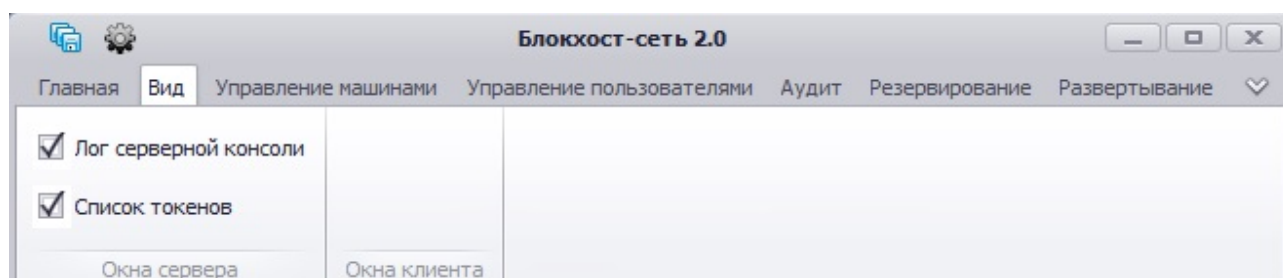 Блокхост-сеть 2.0
Главная Вид Управление машинами Управление пользователями Аудит Резервирование Развертывание
Лог серверной консоли
Список токенов
Окна сервера Окна клиента